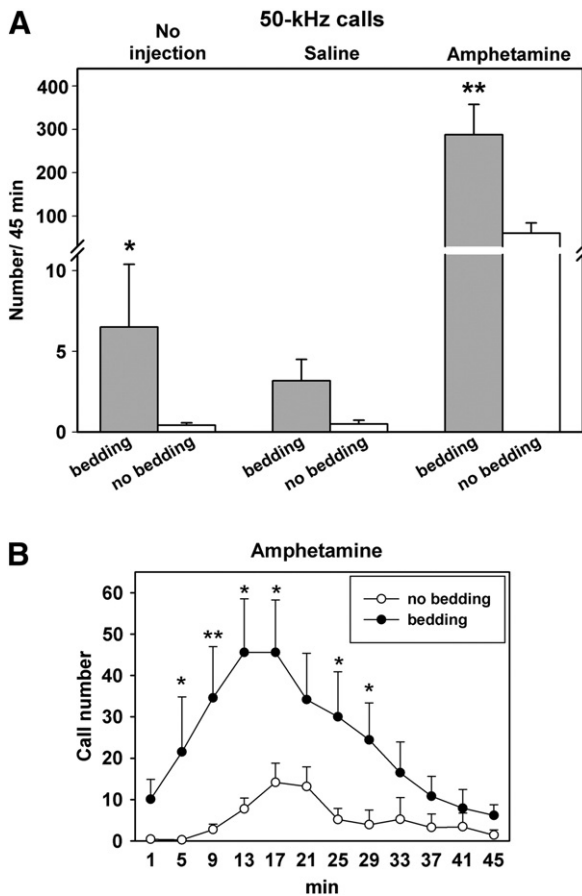 A
50-kHz calls
No injection
Saline
Amphetamine
Number/ 45 min
400
300
200
100
10
5
0
*
**
bedding
no bedding
bedding
no bedding
bedding
no bedding
B
Amphetamine
Call number
60
50
40
30
20
10
0
no bedding
bedding
*
**
*
*
*
*
1 5 9 13 17 21 25 29 33 37 41 45
min